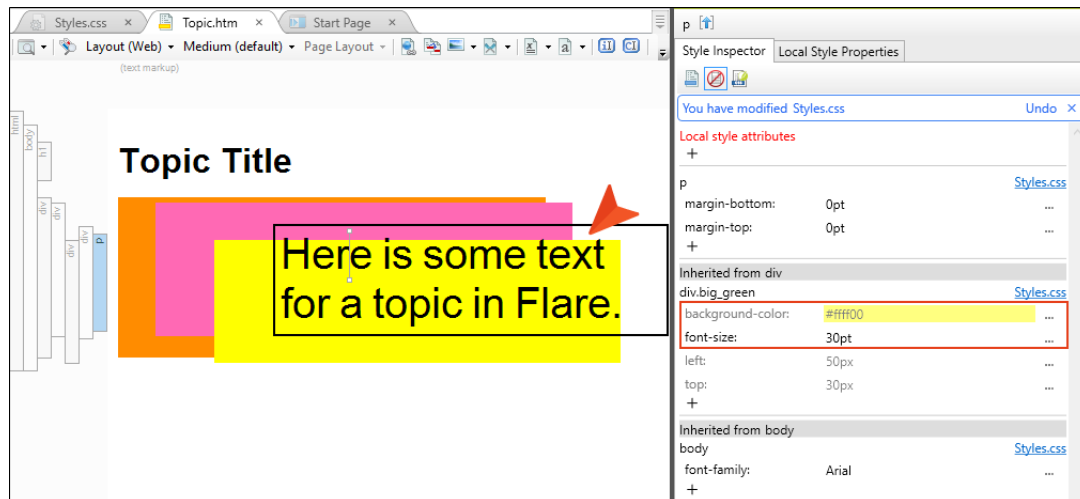 Styles.css × Topic.htm × Start Page ×
Layout (Web) Medium (default) Page Layout
(text markup)
html
body
h1
div
div
div
div
p
Topic Title
Here is some text
for a topic in Flare.
p
Style Inspector Local Style Properties
You have modified Styles.css Undo ×
Local style attributes
+
p Styles.css
margin-bottom: 0pt ...
margin-top: 0pt ...
+
Inherited from div
div.big_green Styles.css
background-color: #ffff00 ...
font-size: 30pt ...
left: 50px ...
top: 30px ...
+
Inherited from body
body Styles.css
font-family: Arial ...
+